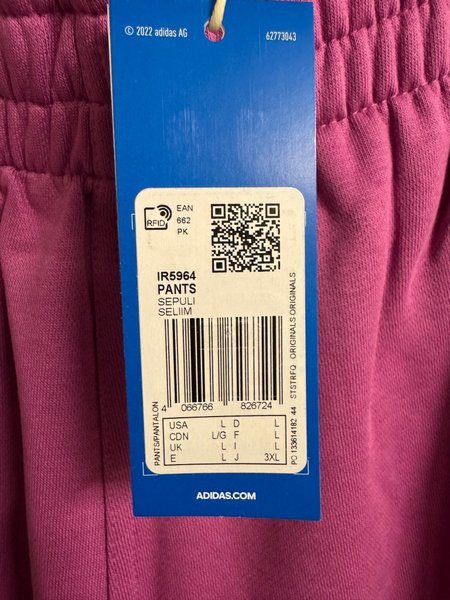 © 2022 adidas AG
62773043
RFID
EAN
662
PK
IR5964
PANTS
SEPULI
SELIIM
4 066766 826724
PANTS/PANTALON
PO 133614182 44 STSTRFQ ORIGINALS ORIGINALS
USA L D L
CDN L/G F L
UK L I L
E L J 3XL
ADIDAS.COM